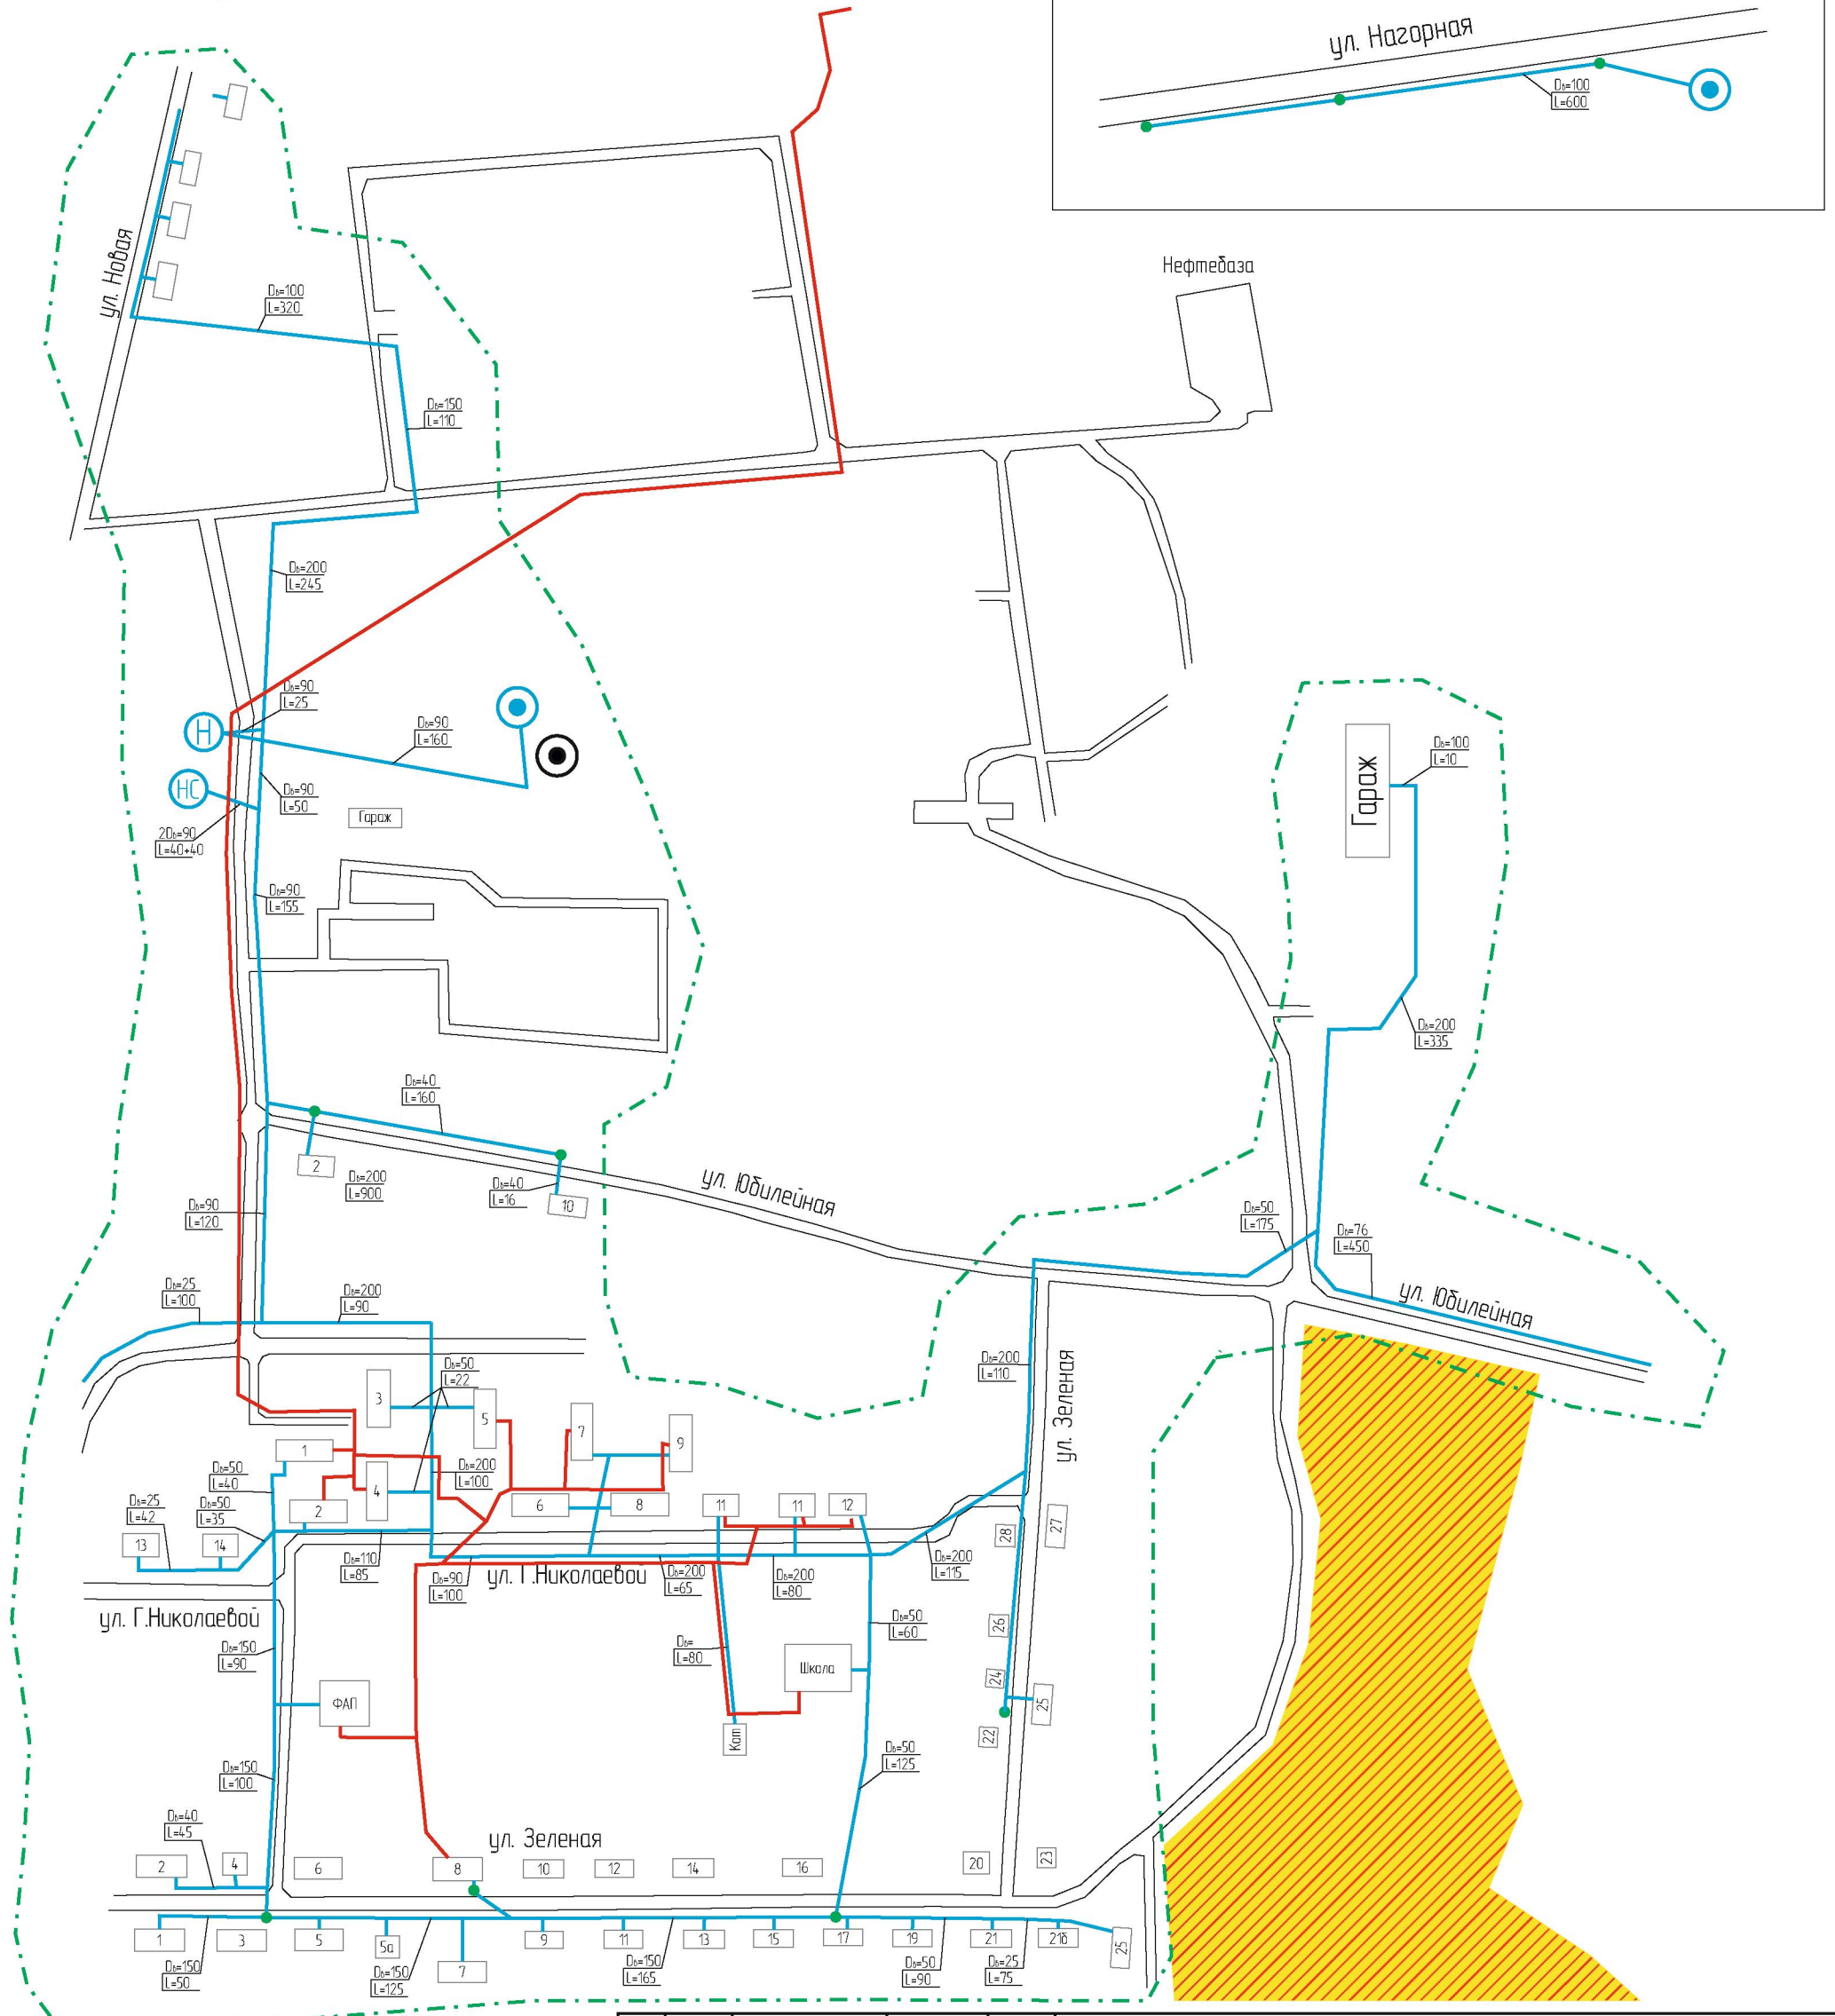 ул. Нагорная
Dв=100
L=600
ул. Новая
Нефтебаза
Dв=100
L=320
Dв=150
L=110
Dв=200
L=245
Dв=90
L=25
Н
Dв=90
L=160
НС
Dв=90
L=50
2Dв=90
L=40+40
Гараж
Гараж
Dв=100
L=10
Dв=90
L=155
Dв=200
L=335
Dв=40
L=160
2
Dв=200
L=900
Dв=40
L=16
10
ул. Юбилейная
Dв=90
L=120
Dв=50
L=175
Dв=76
L=450
ул. Юбилейная
Dв=25
L=100
Dв=200
L=90
Dв=50
L=22
Dв=200
L=110
ул. Зеленая
3
5
7
9
1
Dв=50
L=40
4
Dв=200
L=100
Dв=25
L=42
Dв=50
L=35
2
6
8
11
11
12
28
27
13
14
Dв=110
L=85
Dв=90
L=100
ул. Г.Николаевой
Dв=200
L=65
Dв=200
L=80
Dв=200
L=115
ул. Г.Николаевой
Dв=150
L=90
Dв=
L=80
Dв=50
L=60
26
Школа
24
ФАП
25
22
Кот
Dв=150
L=100
Dв=50
L=125
Dв=40
L=45
ул. Зеленая
2
4
6
8
10
12
14
16
20
23
1
3
5
5а
7
9
11
13
15
17
19
21
21б
25
Dв=150
L=50
Dв=150
L=125
Dв=150
L=165
Dв=50
L=90
Dв=25
L=75